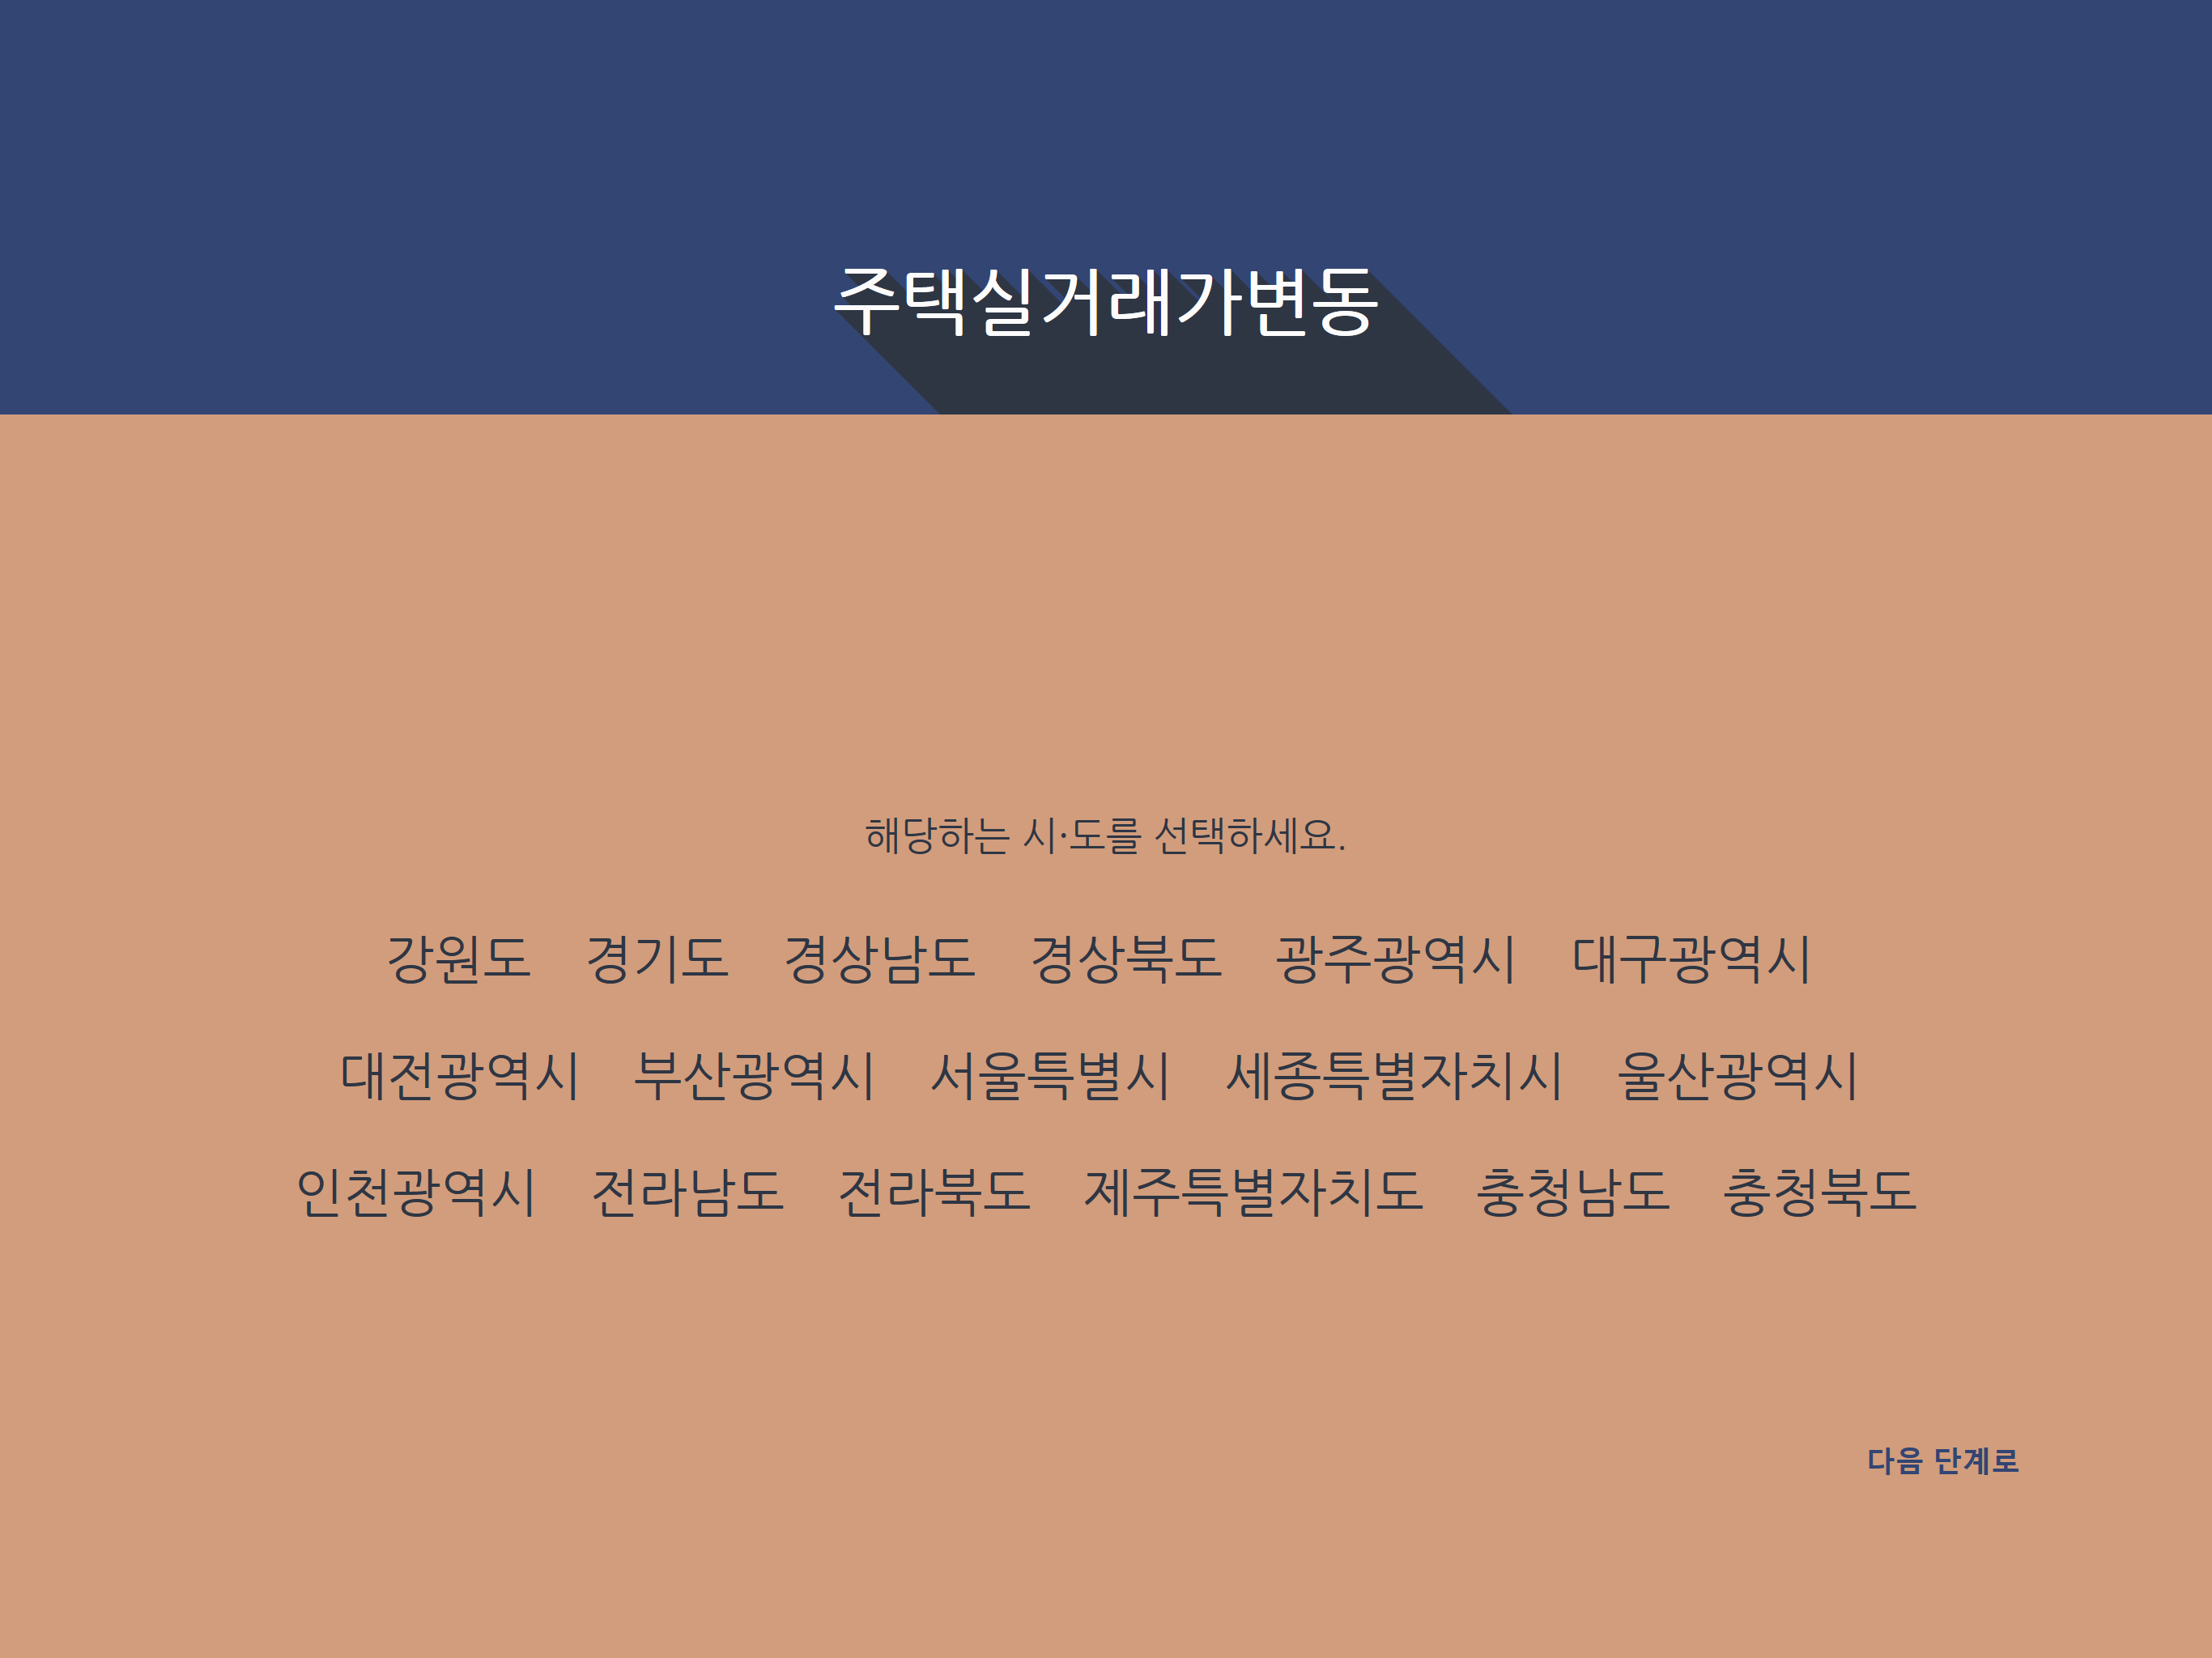 주택실거래가변동
해당하는 시·도를 선택하세요.
강원도 경기도 경상남도 경상북도 광주광역시 대구광역시
대전광역시 부산광역시 서울특별시 세종특별자치시 울산광역시
인천광역시 전라남도 전라북도 제주특별자치도 충청남도 충청북도
다음 단계로